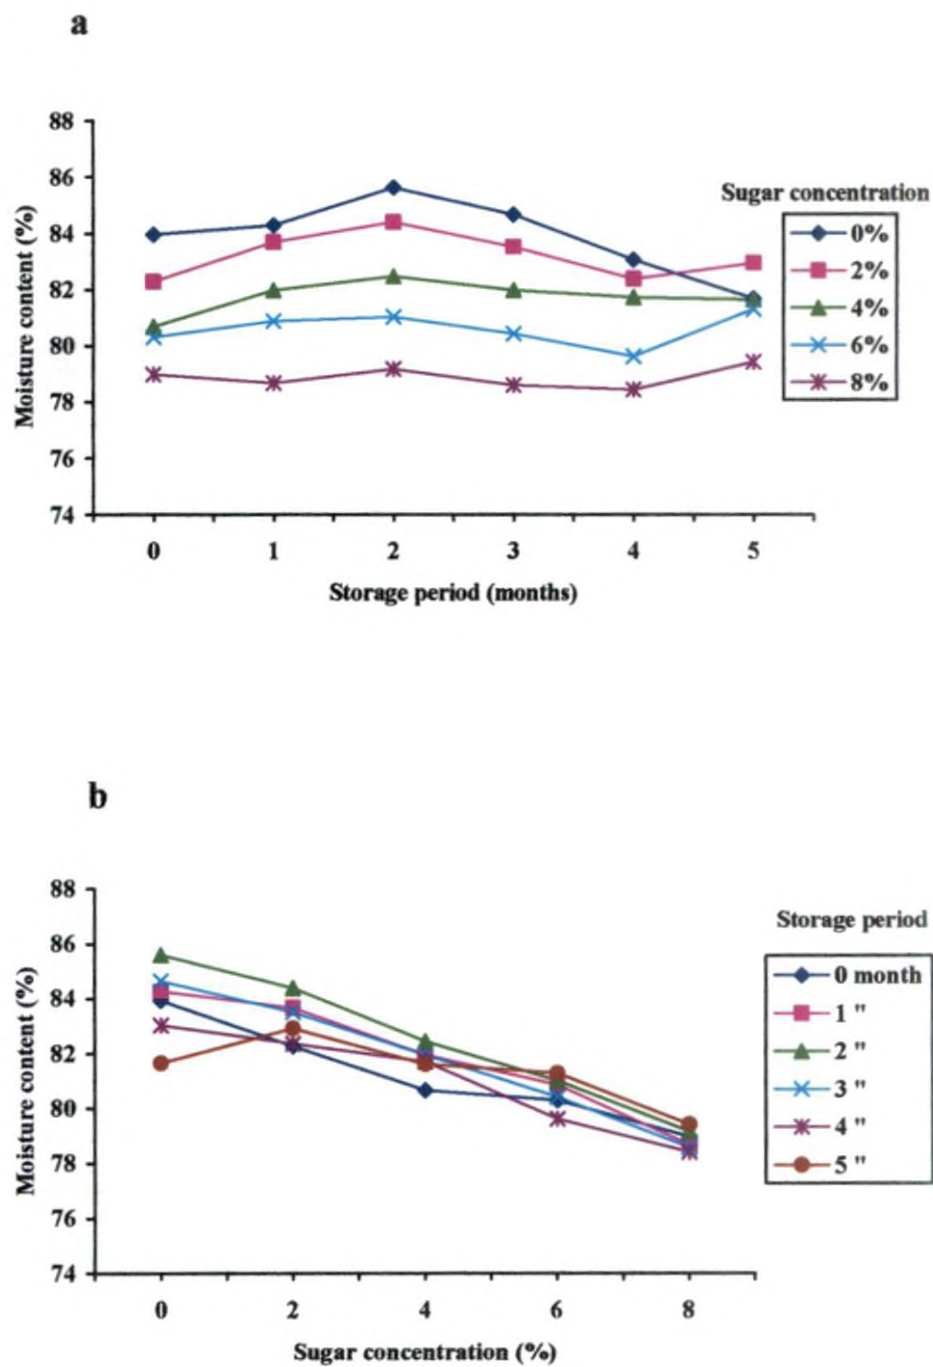 a
88
86
84
82
80
78
76
74
Moisture content (%)
0 1 2 3 4 5
Storage period (months)
Sugar concentration
0%
2%
4%
6%
8%
b
88
86
84
82
80
78
76
74
Moisture content (%)
0 2 4 6 8
Sugar concentration (%)
Storage period
0 month
1 "
2 "
3 "
4 "
5 "